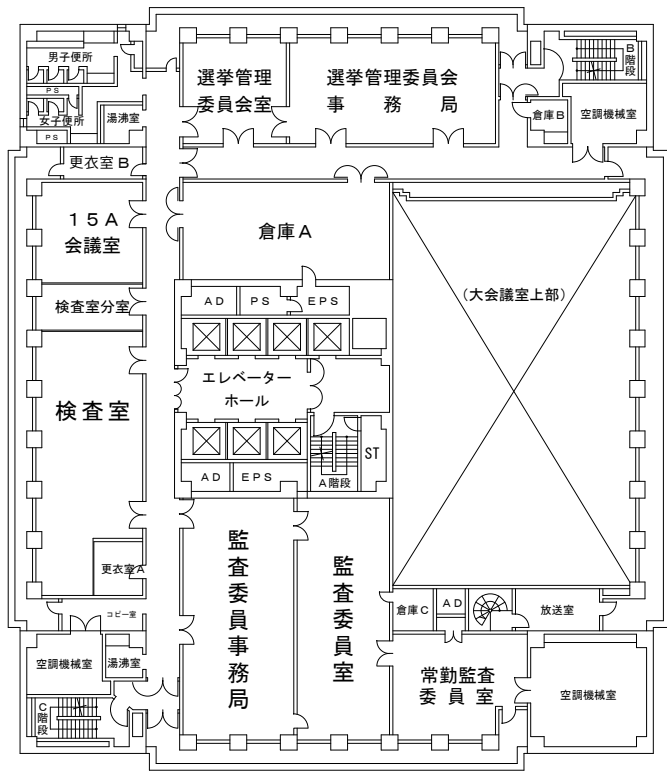 男子便所
PS
女子便所
PS
湯沸室
選挙管理
委員会室
選挙管理委員会
事務局
B階段
倉庫B
空調機械室
更衣室B
15A
会議室
倉庫A
(大会議室上部)
検査室分室
AD
PS
EPS
検査室
エレベーター
ホール
ST
A階段
AD
EPS
更衣室A
監査委員事務局
監査委員室
コピー室
倉庫C
AD
放送室
空調機械室
湯沸室
常勤監査
委員室
空調機械室
C階段